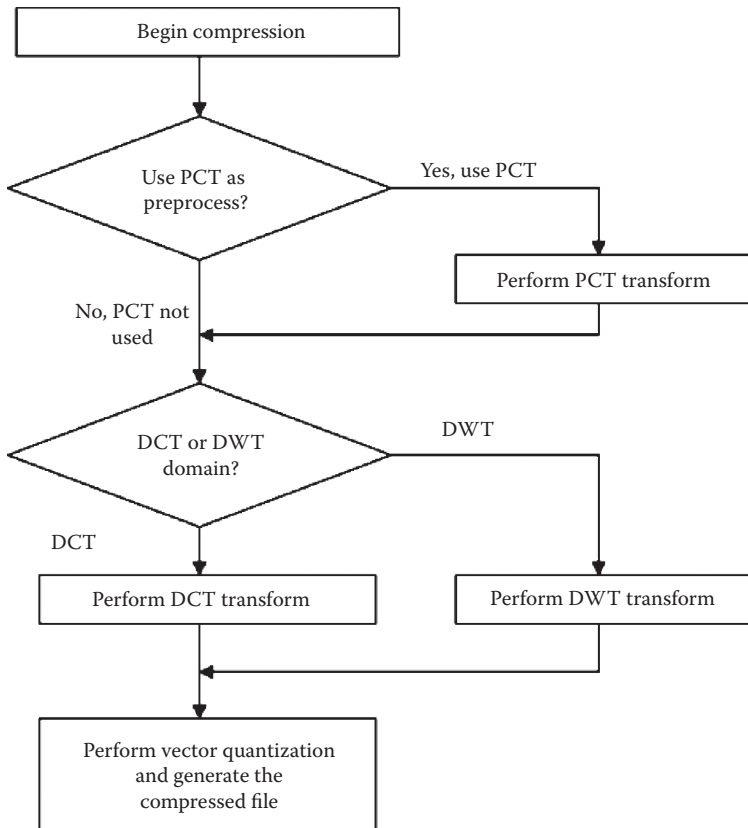 Begin compression
Use PCT as
preprocess?
Yes, use PCT
Perform PCT transform
No, PCT not
used
DCT or DWT
domain?
DWT
DCT
Perform DCT transform
Perform DWT transform
Perform vector quantization
and generate the
compressed file